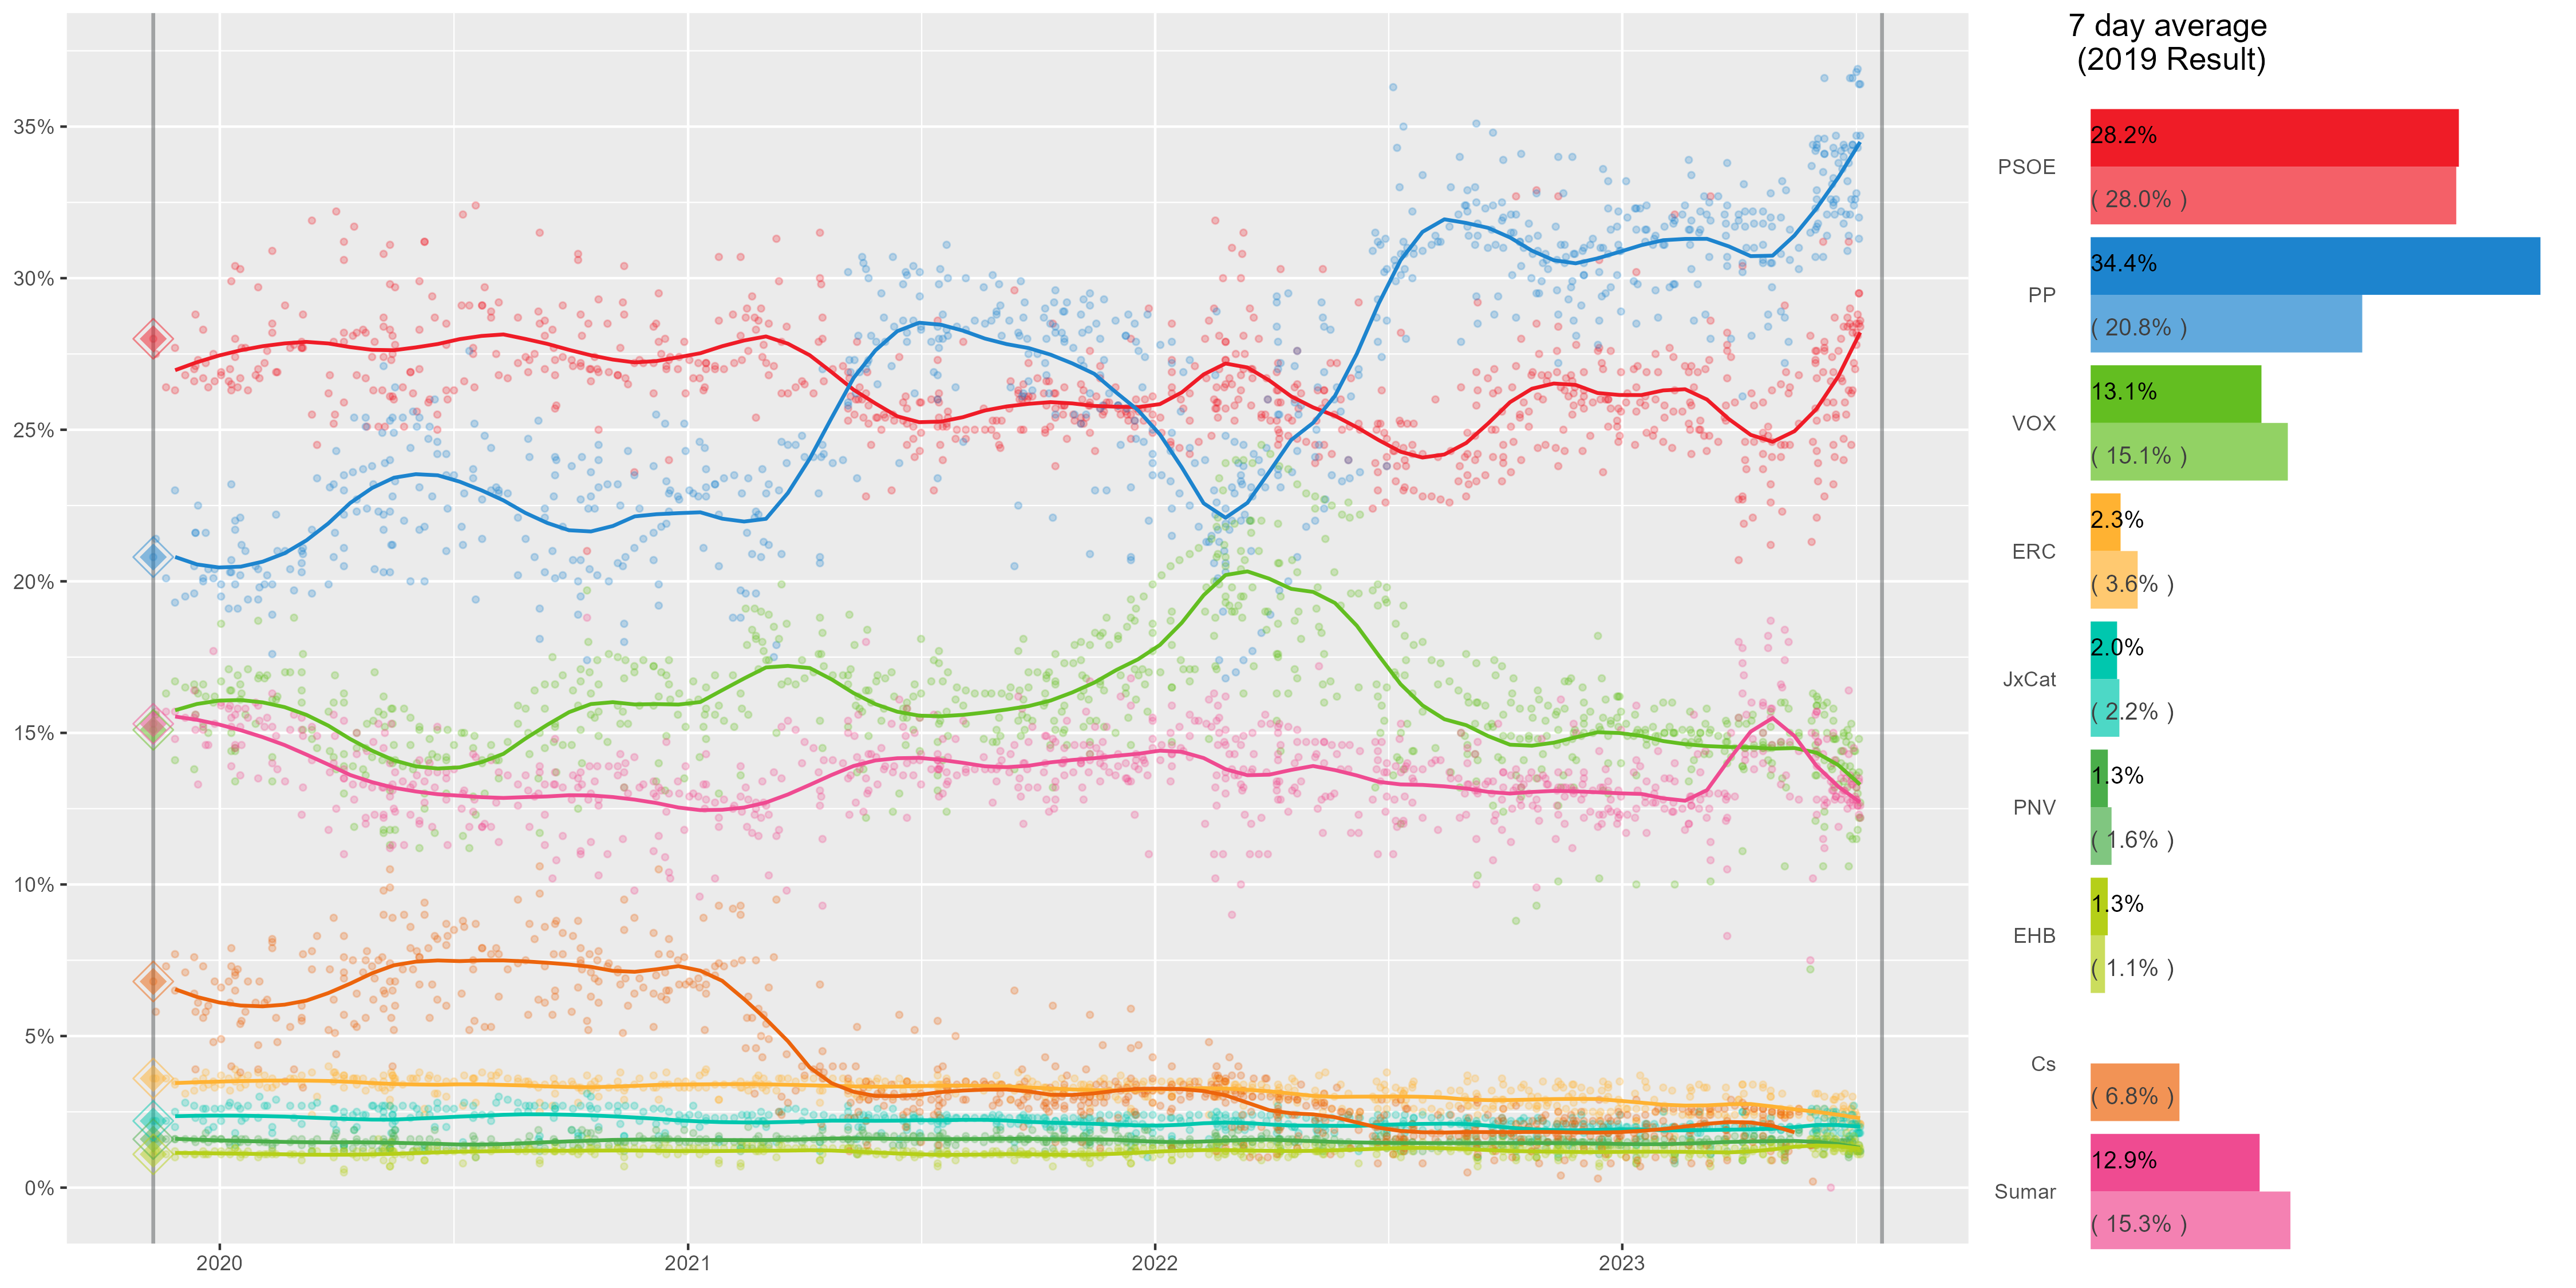 7 day average
(2019 Result)
35%
30%
25%
20%
15%
10%
5%
0%
2020
2021
2022
2023
PSOE
28.2%
( 28.0% )
PP
34.4%
( 20.8% )
VOX
13.1%
( 15.1% )
ERC
2.3%
( 3.6% )
JxCat
2.0%
( 2.2% )
PNV
1.3%
( 1.6% )
EHB
1.3%
( 1.1% )
Cs
( 6.8% )
Sumar
12.9%
( 15.3% )